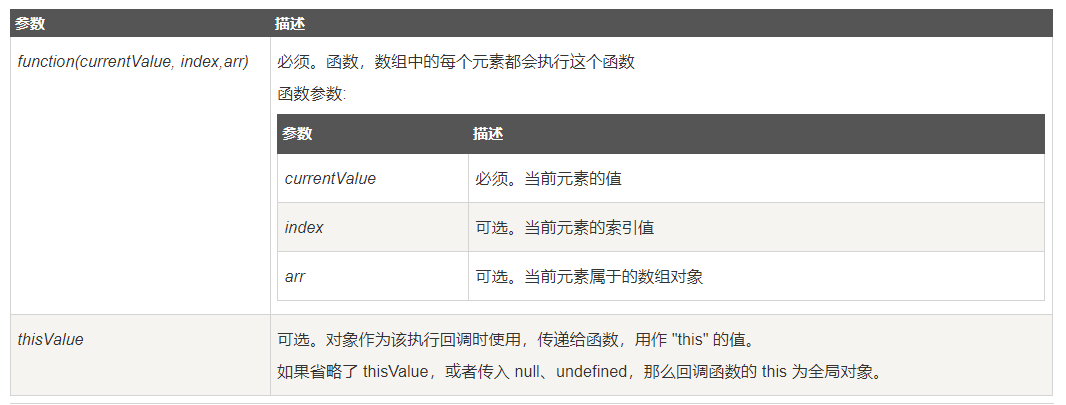 参数 描述
function(currentValue, index,arr) 必须。函数，数组中的每个元素都会执行这个函数
函数参数:
参数 描述
currentValue 必须。当前元素的值
index 可选。当前元素的索引值
arr 可选。当前元素属于的数组对象
thisValue 可选。对象作为该执行回调时使用，传递给函数，用作 "this" 的值。
如果省略了 thisValue，或者传入 null、undefined，那么回调函数的 this 为全局对象。